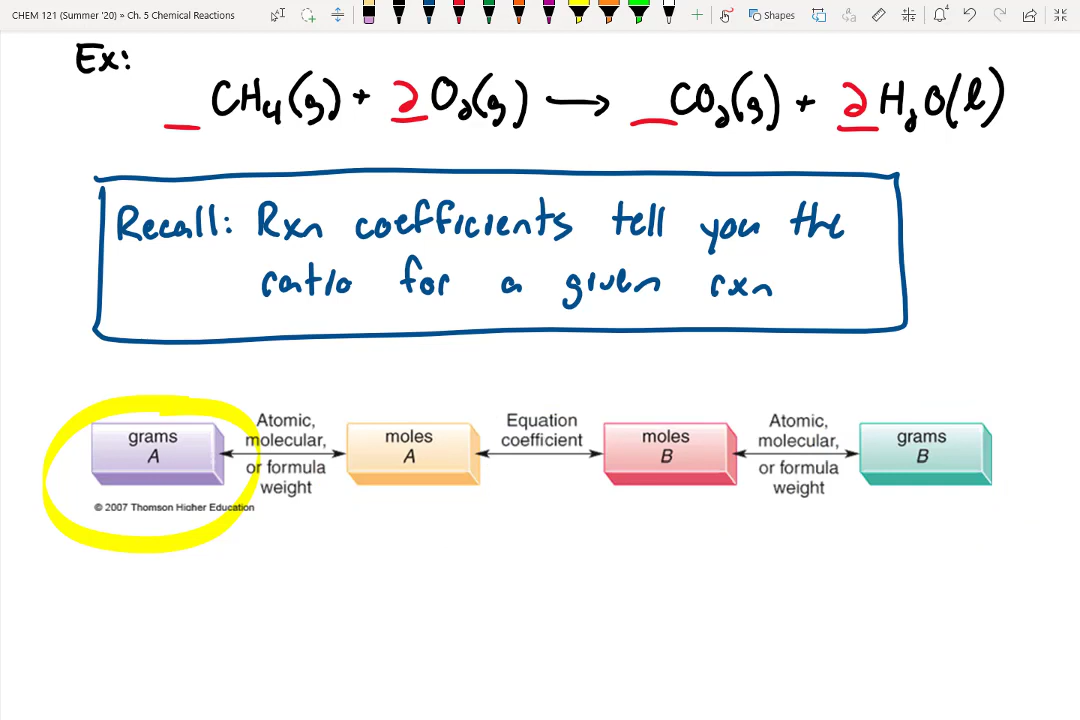 CHEM 121 (Summer '20) » Ch. 5 Chemical Reactions
Shapes
4
Ex:
_ CH₄(g) + 2 O₂(g) ⟶ _ CO₂(g) + 2 H₂O(l)
Recall: Rxn coefficients tell you the
ratio for a given rxn
grams
A
Atomic,
molecular,
or formula
weight
moles
A
Equation
coefficient
moles
B
Atomic,
molecular,
or formula
weight
grams
B
© 2007 Thomson Higher Education